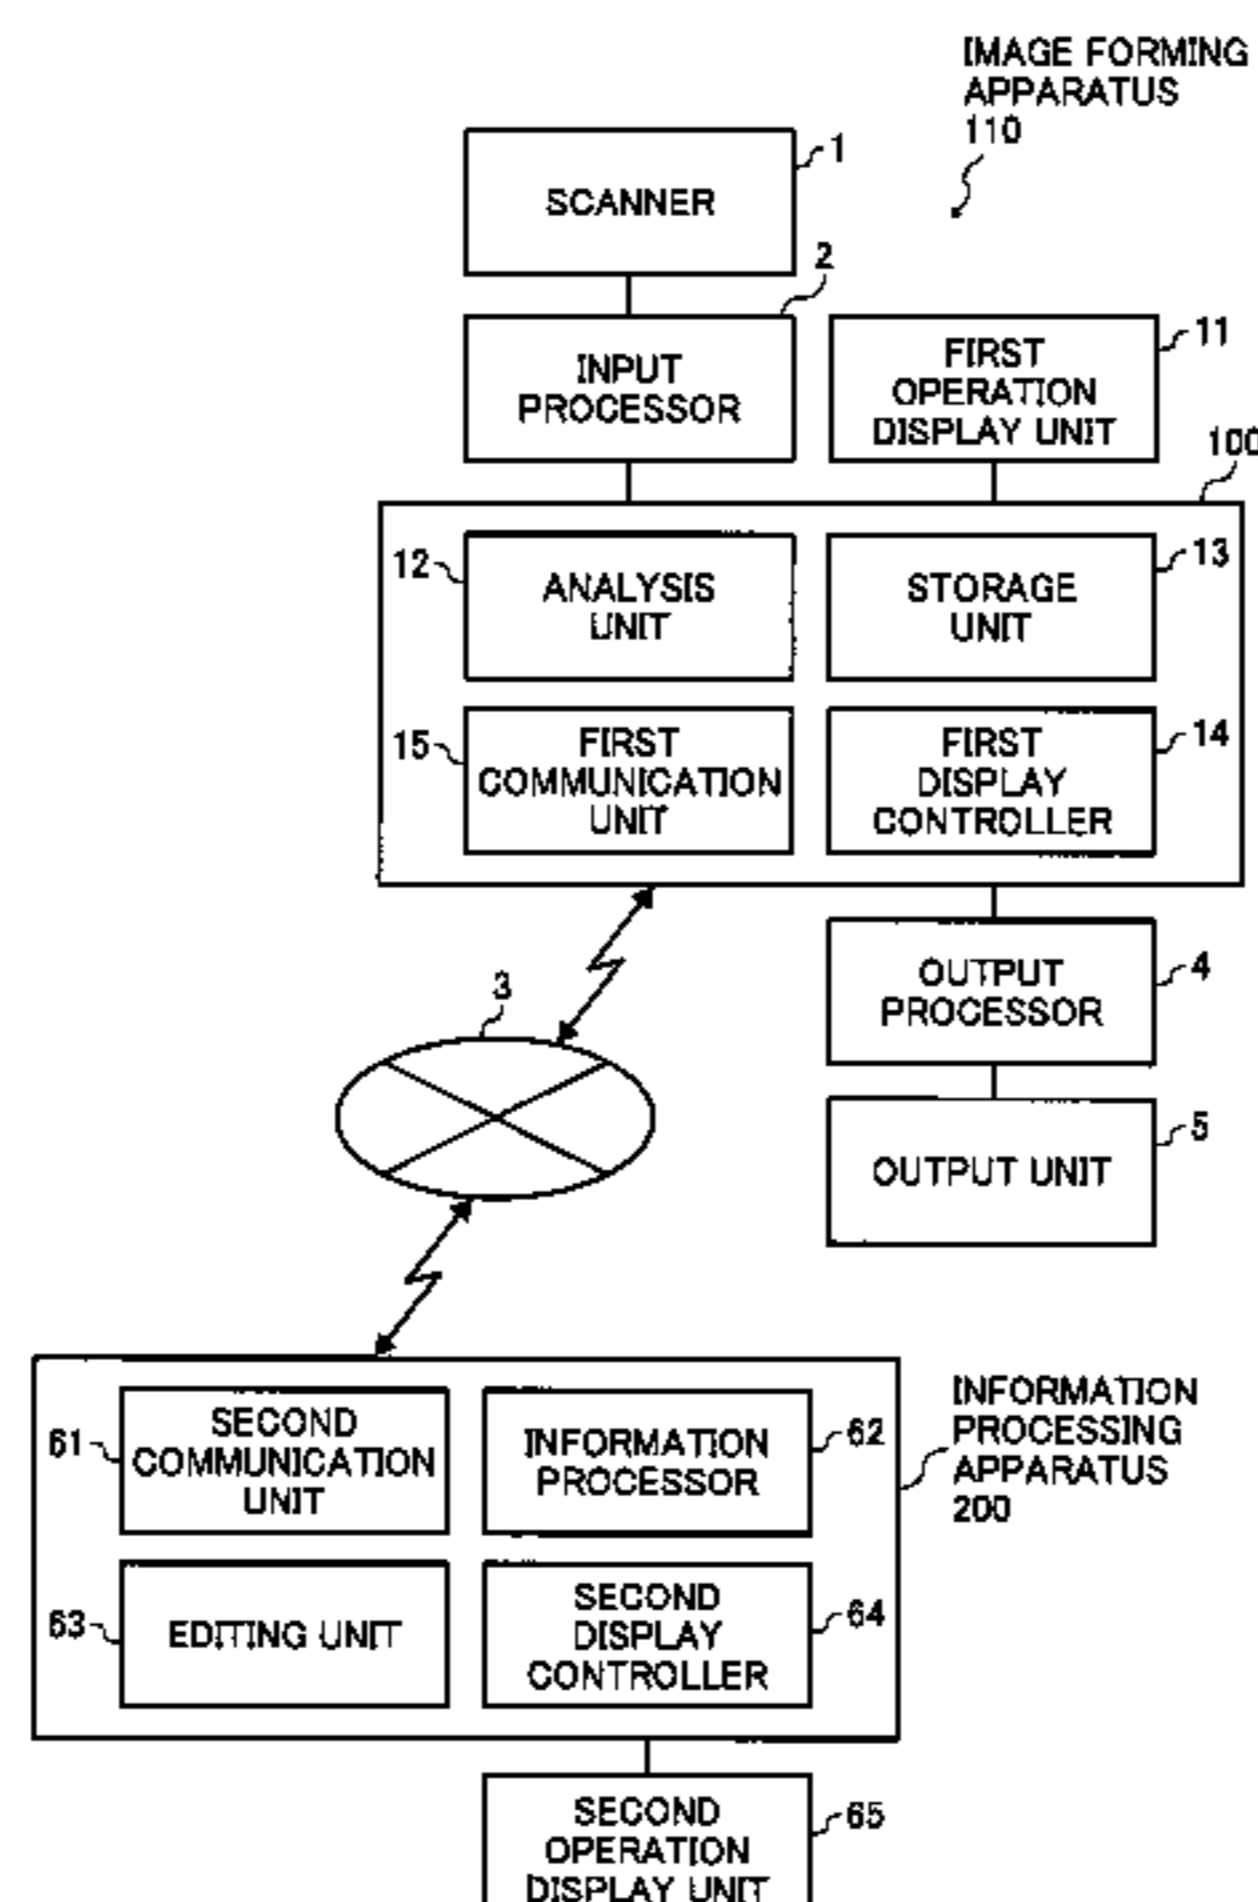 IMAGE FORMING
APPARATUS
110
1
SCANNER
2
INPUT
PROCESSOR
11
FIRST
OPERATION
DISPLAY UNIT
100
12
ANALYSIS
UNIT
13
STORAGE
UNIT
15
FIRST
COMMUNICATION
UNIT
14
FIRST
DISPLAY
CONTROLLER
3
OUTPUT
PROCESSOR
4
OUTPUT UNIT
5
61
SECOND
COMMUNICATION
UNIT
INFORMATION
PROCESSOR
62
INFORMATION
PROCESSING
APPARATUS
200
63
EDITING UNIT
SECOND
DISPLAY
CONTROLLER
64
SECOND
OPERATION
DISPLAY UNIT
65